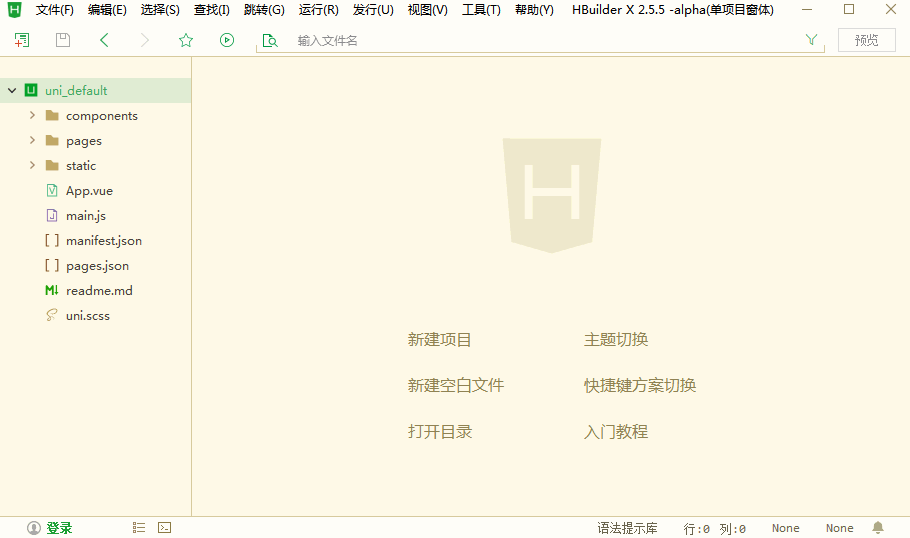 文件(F) 编辑(E) 选择(S) 查找(I) 跳转(G) 运行(R) 发行(U) 视图(V) 工具(T) 帮助(Y) HBuilder X 2.5.5 -alpha(单项目窗体)
输入文件名 预览
uni_default
components
pages
static
App.vue
main.js
manifest.json
pages.json
readme.md
uni.scss
新建项目 主题切换
新建空白文件 快捷键方案切换
打开目录 入门教程
登录 语法提示库 行:0 列:0 None None